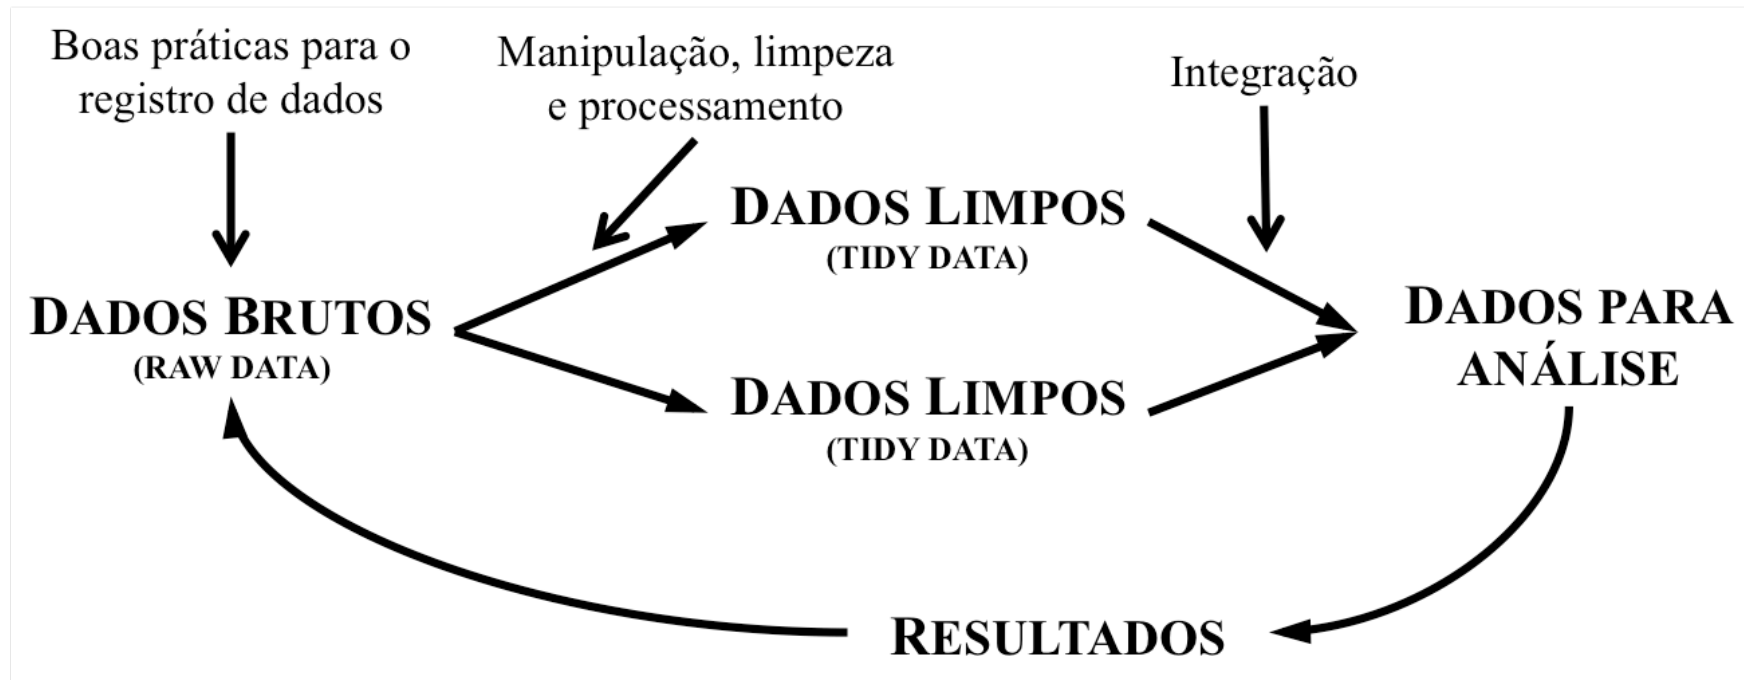 Boas práticas para o
registro de dados
Manipulação, limpeza
e processamento
Integração
DADOS LIMPOS
(TIDY DATA)
DADOS BRUTOS
(RAW DATA)
DADOS PARA
ANÁLISE
DADOS LIMPOS
(TIDY DATA)
RESULTADOS